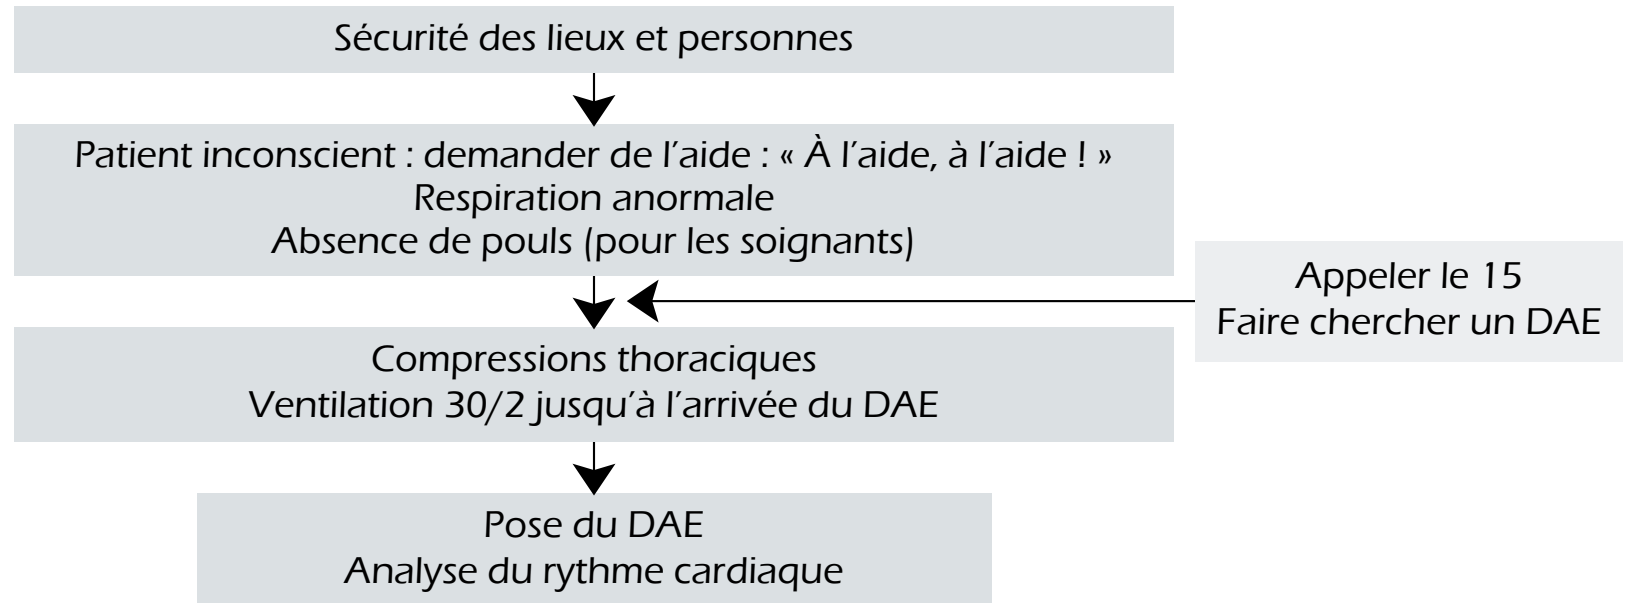 Sécurité des lieux et personnes
Patient inconscient : demander de l’aide : « À l’aide, à l’aide ! »
Respiration anormale
Absence de pouls (pour les soignants)
Appeler le 15
Faire chercher un DAE
Compressions thoraciques
Ventilation 30/2 jusqu’à l’arrivée du DAE
Pose du DAE
Analyse du rythme cardiaque